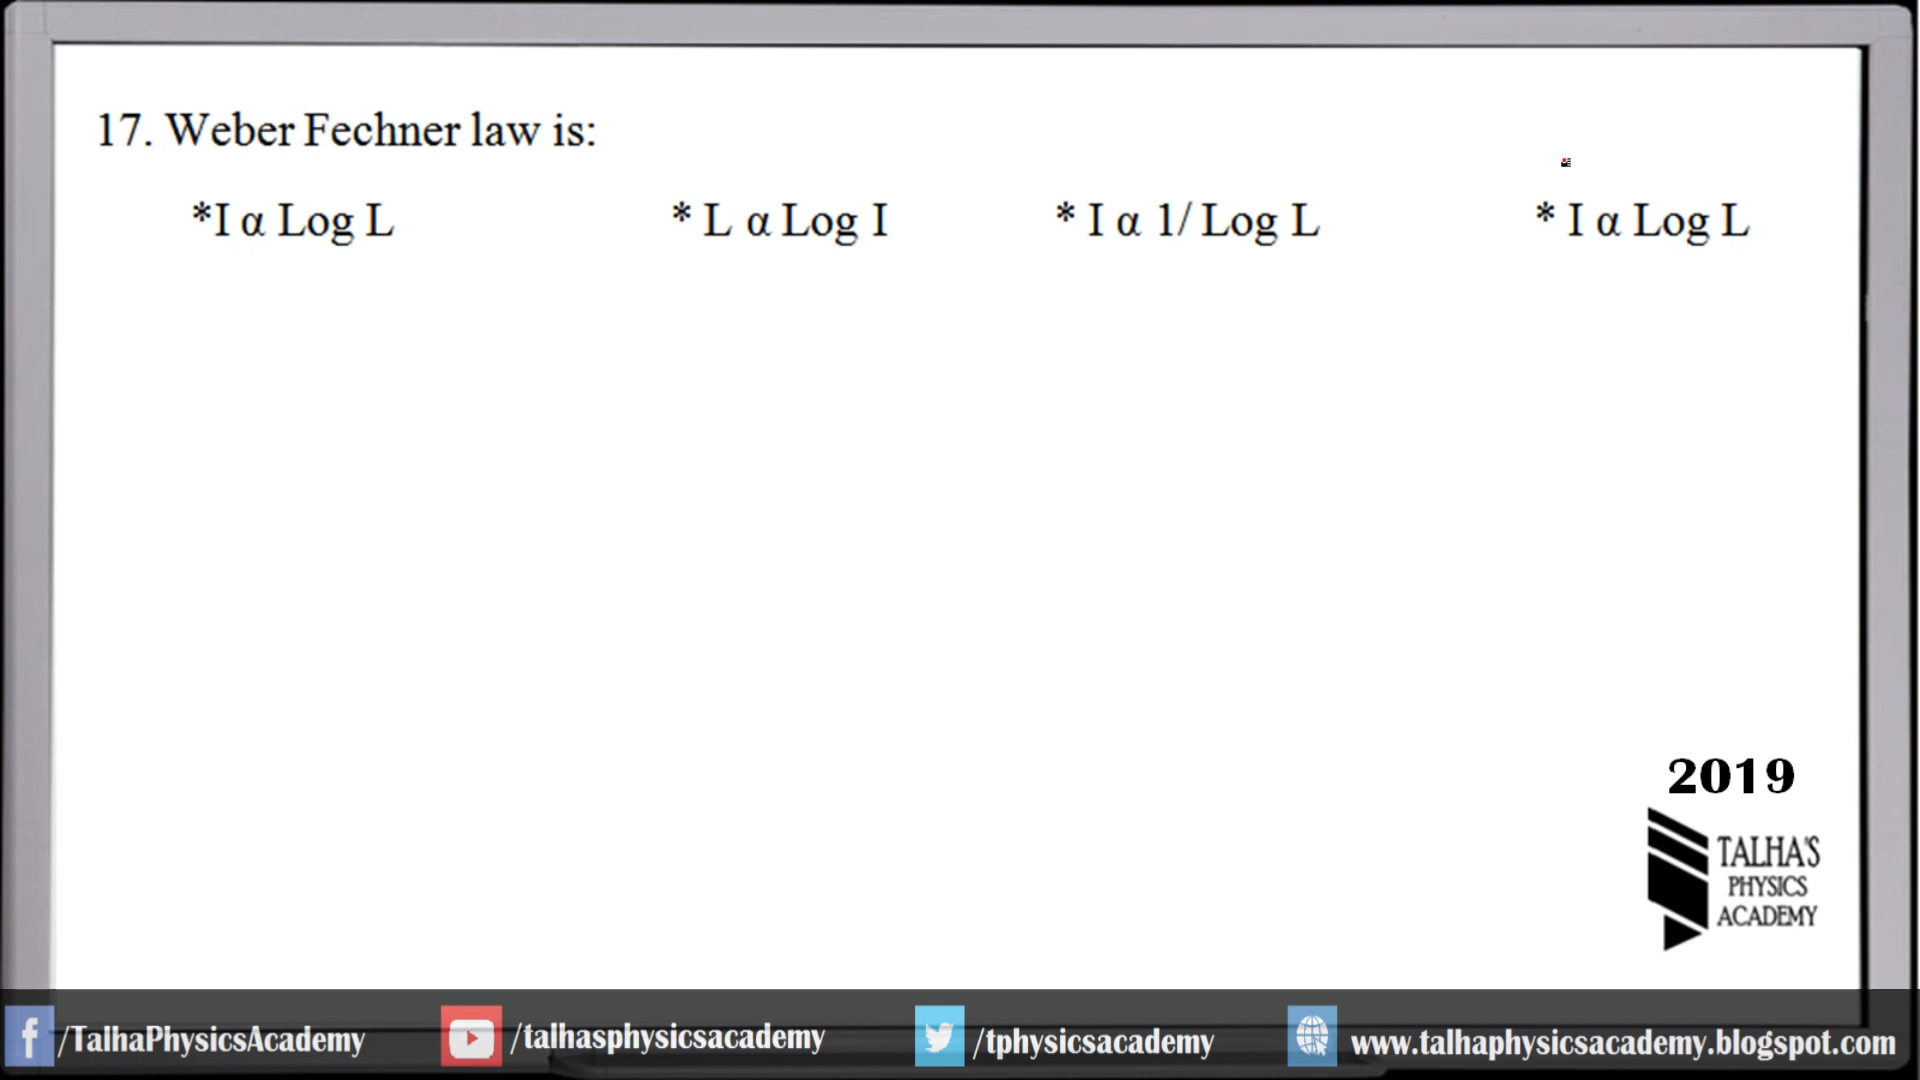 17. Weber Fechner law is:
*I α Log L * L α Log I * I α 1/ Log L * I α Log L
2019
TALHA'S
PHYSICS
ACADEMY
/TalhaPhysicsAcademy /talhasphysicsacademy /tphysicsacademy www.talhaphysicsacademy.blogspot.com